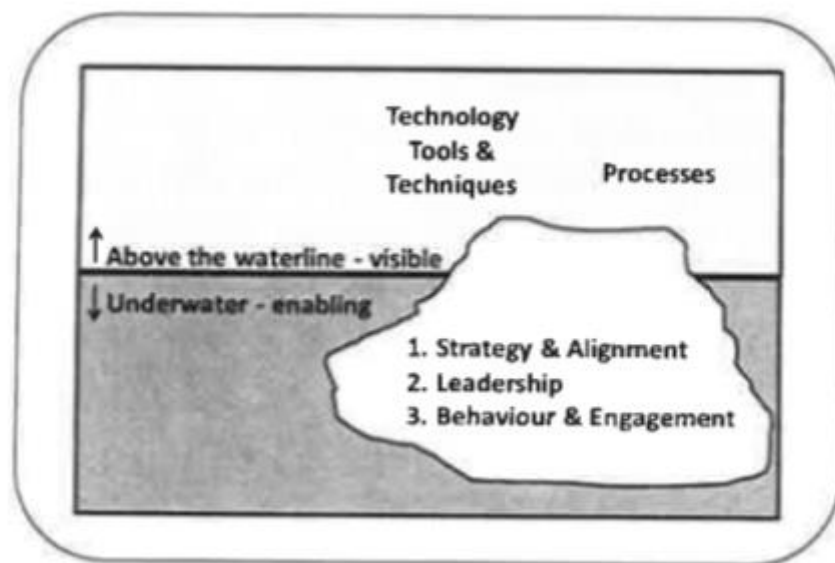 Technology
Tools &
Techniques
Processes
Above the waterline - visible
Underwater - enabling
1. Strategy & Alignment
2. Leadership
3. Behaviour & Engagement